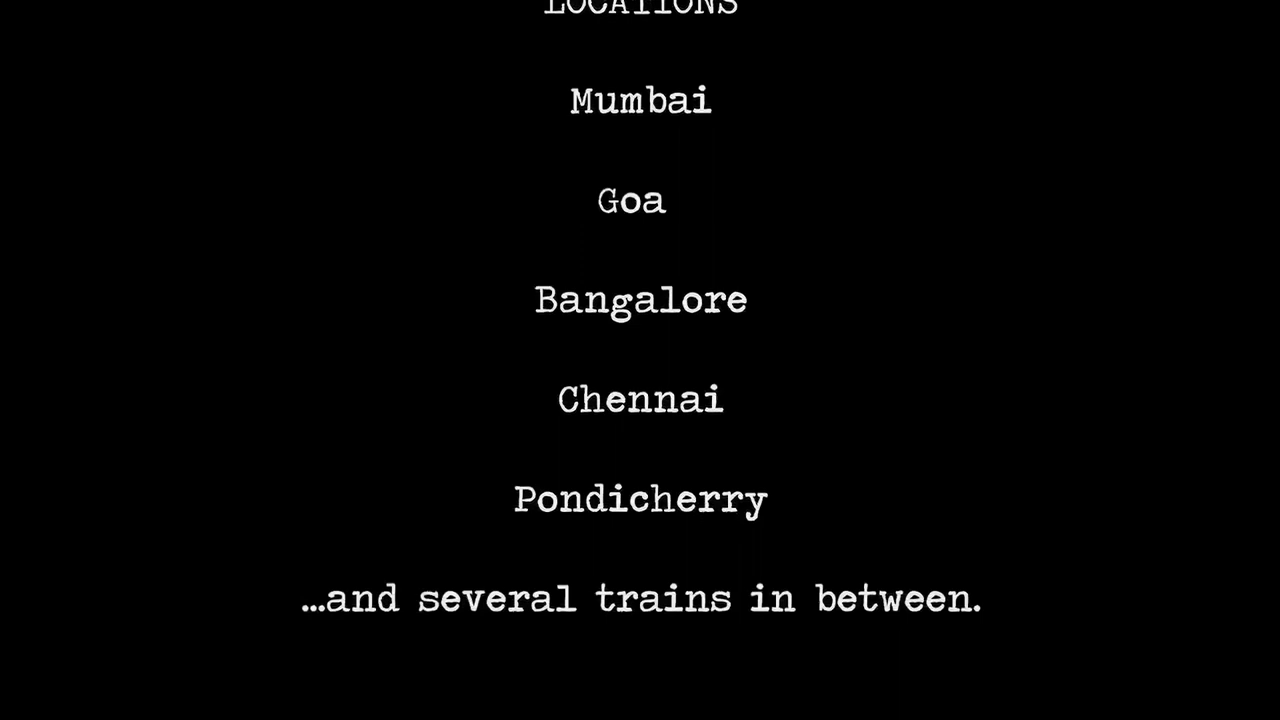 LOCATIONS
Mumbai
Goa
Bangalore
Chennai
Pondicherry
…and several trains in between.